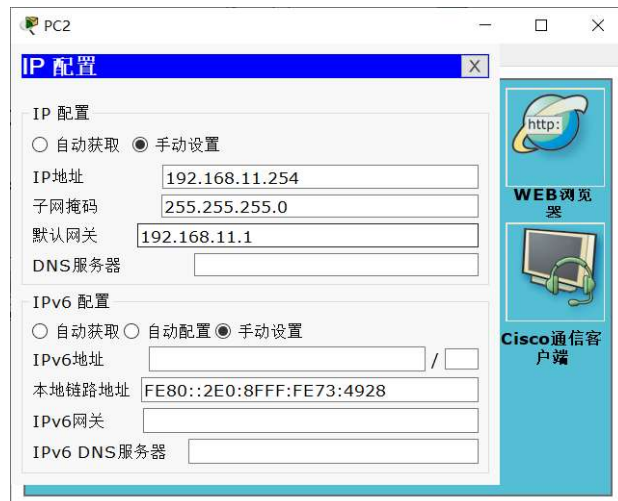 PC2
IP 配置
X
IP 配置
自动获取 手动设置
IP地址 192.168.11.254
子网掩码 255.255.255.0
默认网关 192.168.11.1
DNS服务器
IPv6 配置
自动获取 自动配置 手动设置
IPv6地址 /
本地链路地址 FE80::2E0:8FFF:FE73:4928
IPv6网关
IPv6 DNS服务器
http:
WEB浏览
器
Cisco通信客
户端